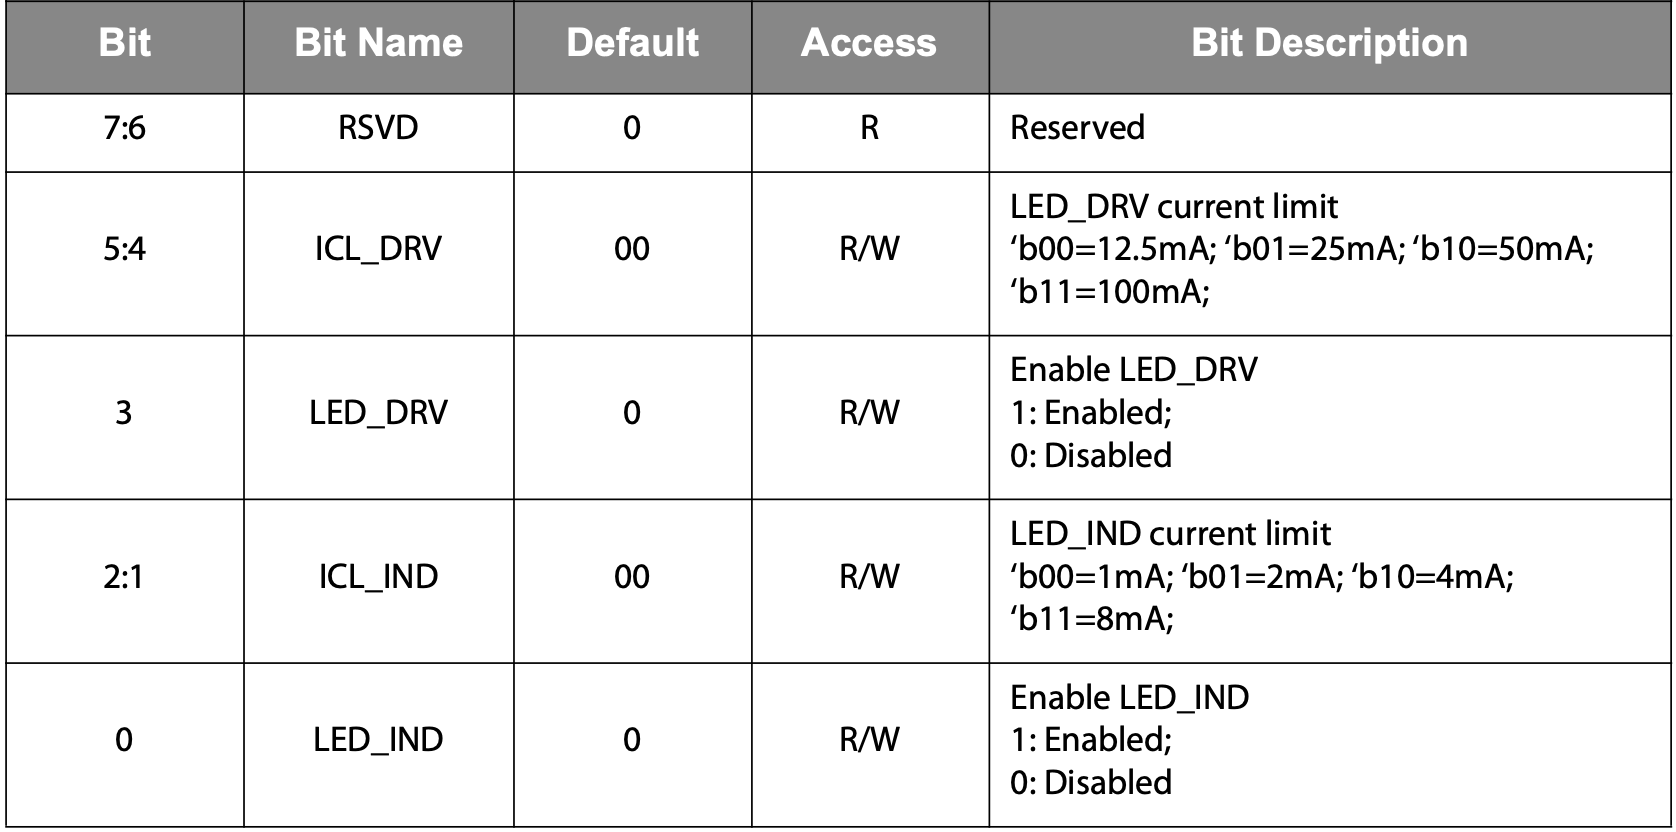 Bit Bit Name Default Access Bit Description
7:6 RSVD 0 R Reserved
LED_DRV current limit
5:4 ICL_DRV 00 R/W ‘b00=12.5mA; ‘b01=25mA; ‘b10=50mA;
‘b11=100mA;
Enable LED_DRV
3 LED_DRV 0 R/W 1: Enabled;
0: Disabled
LED_IND current limit
2:1 ICL_IND 00 R/W ‘b00=1mA; ‘b01=2mA; ‘b10=4mA;
‘b11=8mA;
Enable LED_IND
0 LED_IND 0 R/W 1: Enabled;
0: Disabled